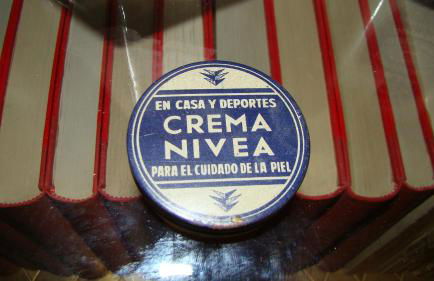 EN CASA Y DEPORTES
CREMA
NIVEA
PARA EL CUIDADO DE LA PIEL